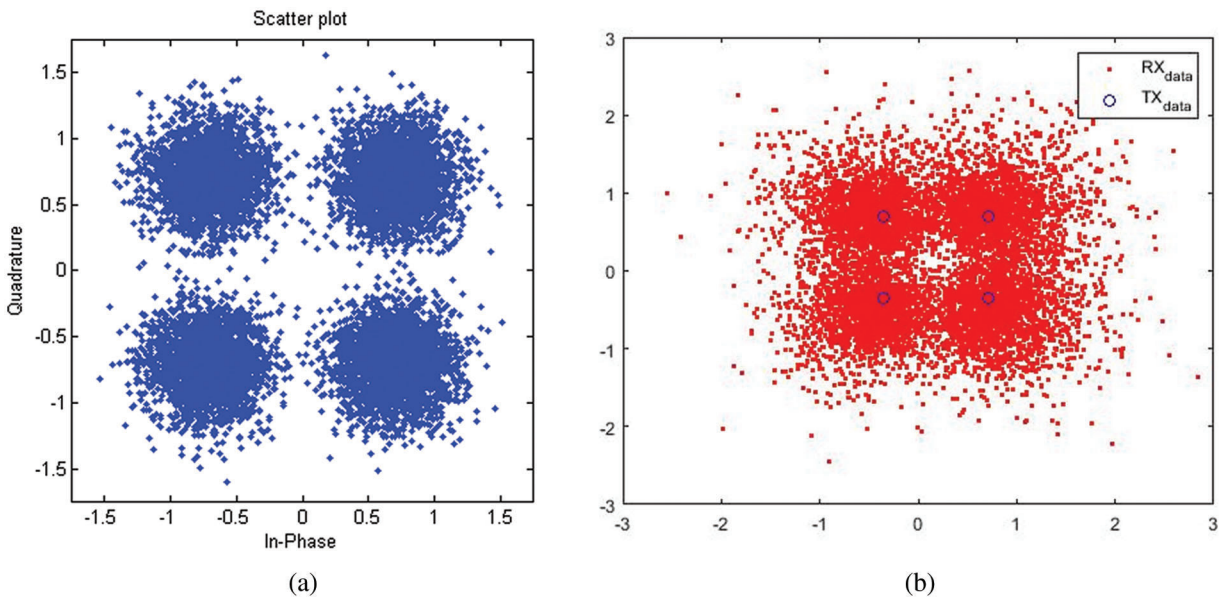 Scatter plot
Quadrature
1.5
1
0.5
0
-0.5
-1
-1.5
-1.5 -1 -0.5 0 0.5 1 1.5
In-Phase
(a)
3
2
1
0
-1
-2
-3
-3 -2 -1 0 1 2 3
RXdata
TXdata
(b)